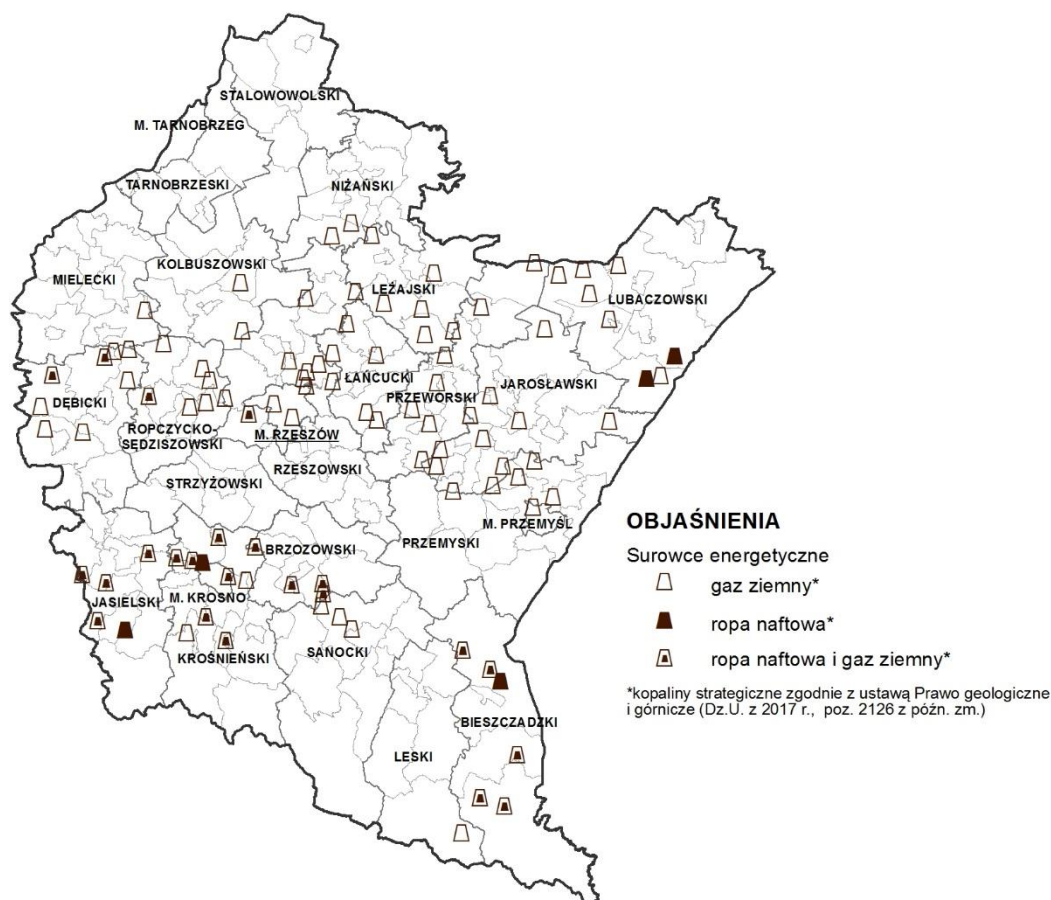 STALOWOWOLSKI
M. TARNOBRZEG
TARNOBRZESKI
NIŻAŃSKI
KOLBUSZOWSKI
MIELECKI
LEŻAJSKI
LUBACZOWSKI
ŁAŃCUCKI
JAROSŁAWSKI
PRZEWORSKI
DĘBICKI
ROPCZYCKO-
SĘDZISZOWSKI
M. RZESZÓW
RZESZOWSKI
STRZYŻOWSKI
M. PRZEMYŚL
PRZEMYSKI
BRZOZOWSKI
JASIELSKI
M. KROSNO
KROŚNIEŃSKI
SANOCKI
BIESZCZADZKI
LESKI
OBJAŚNIENIA
Surowce energetyczne
gaz ziemny*
ropa naftowa*
ropa naftowa i gaz ziemny*
*kopaliny strategiczne zgodnie z ustawą Prawo geologiczne
i górnicze (Dz.U. z 2017 r., poz. 2126 z późn. zm.)